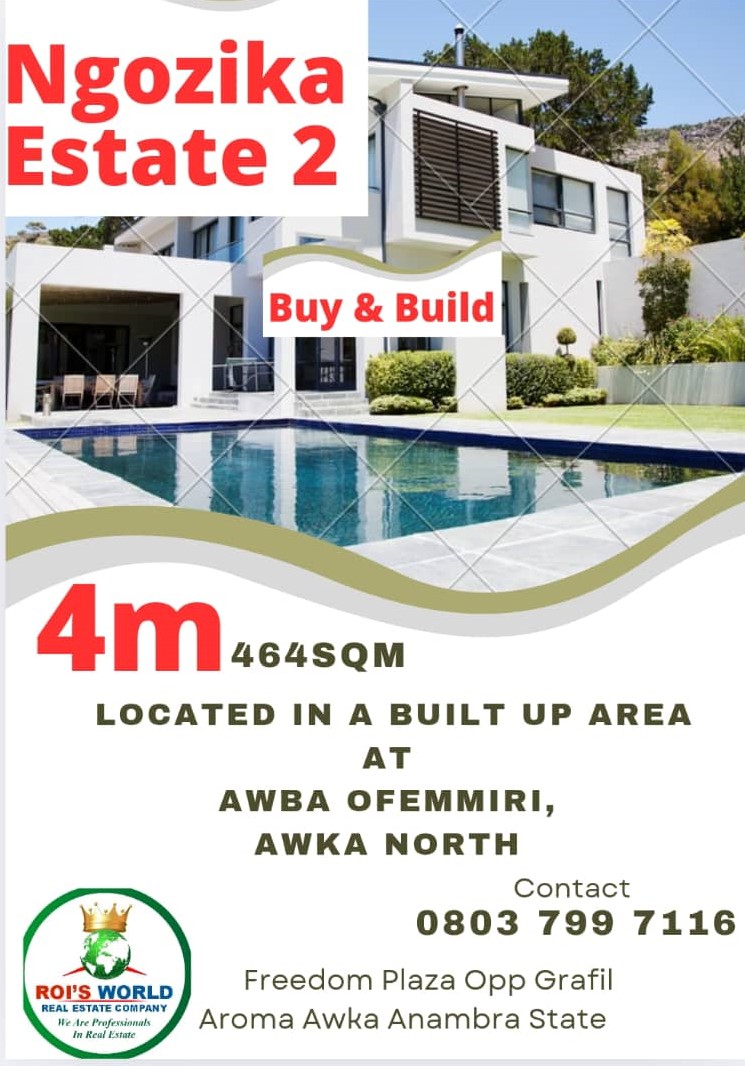 Ngozika
Estate 2
Buy & Build
4m 464SQM
LOCATED IN A BUILT UP AREA
AT
AWBA OFEMMIRI,
AWKA NORTH
Contact
0803 799 7116
Freedom Plaza Opp Grafil
Aroma Awka Anambra State
ROI'S WORLD
REAL ESTATE COMPANY
We Are Professionals
In Real Estate